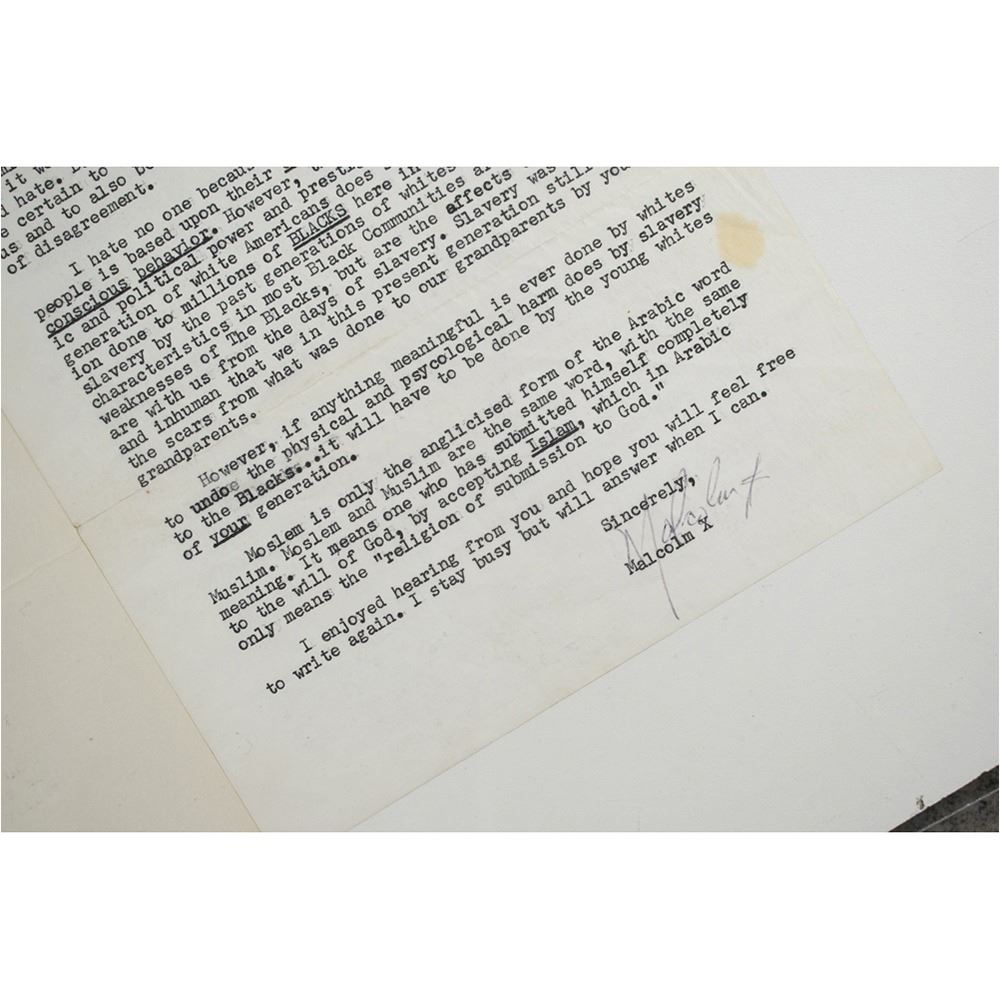 it
hate.
certain to
us and to also
of disagreement.
I hate no one
people is based upon their
conscious behavior. However,
ic and political power and
generation of white Americans does
ion done to millions of BLACKS here in
slavery by the past generations of whites
characteristics in most Black Communities
weaknesses of The Blacks, but are the affects
are with us from the days of slavery. Slavery was
and inhuman that we in this present generation still
the scars from what was done to our grandparents by
grandparents.
However, if anything meaningful is ever done by whites
to undoe the physical and psycological harm does by slavery
to the Blacks...it will have to be done by the young whites
of your generation.
Moslem is only the anglicised form of the Arabic word
Muslim. Moslem and Muslim are the same word, with the same
meaning. It means one who has submitted himself completely
to the will of God, by accepting Islam, which in Arabic
only means the "religion of submission to God."
I enjoyed hearing from you and hope you will feel free
to write again. I stay busy but will answer when I can.
Sincerely,
Malcolm X
Malcolm X